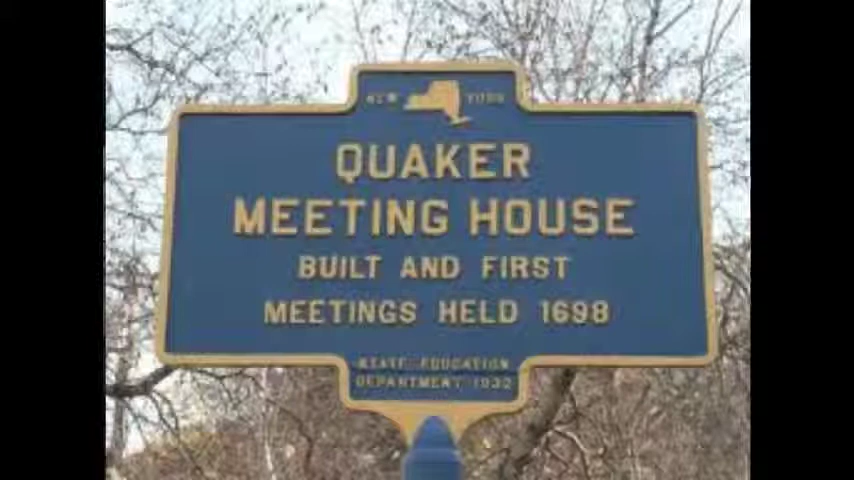 NEW YORK
QUAKER
MEETING HOUSE
BUILT AND FIRST
MEETINGS HELD 1698
STATE EDUCATION
DEPARTMENT 1932